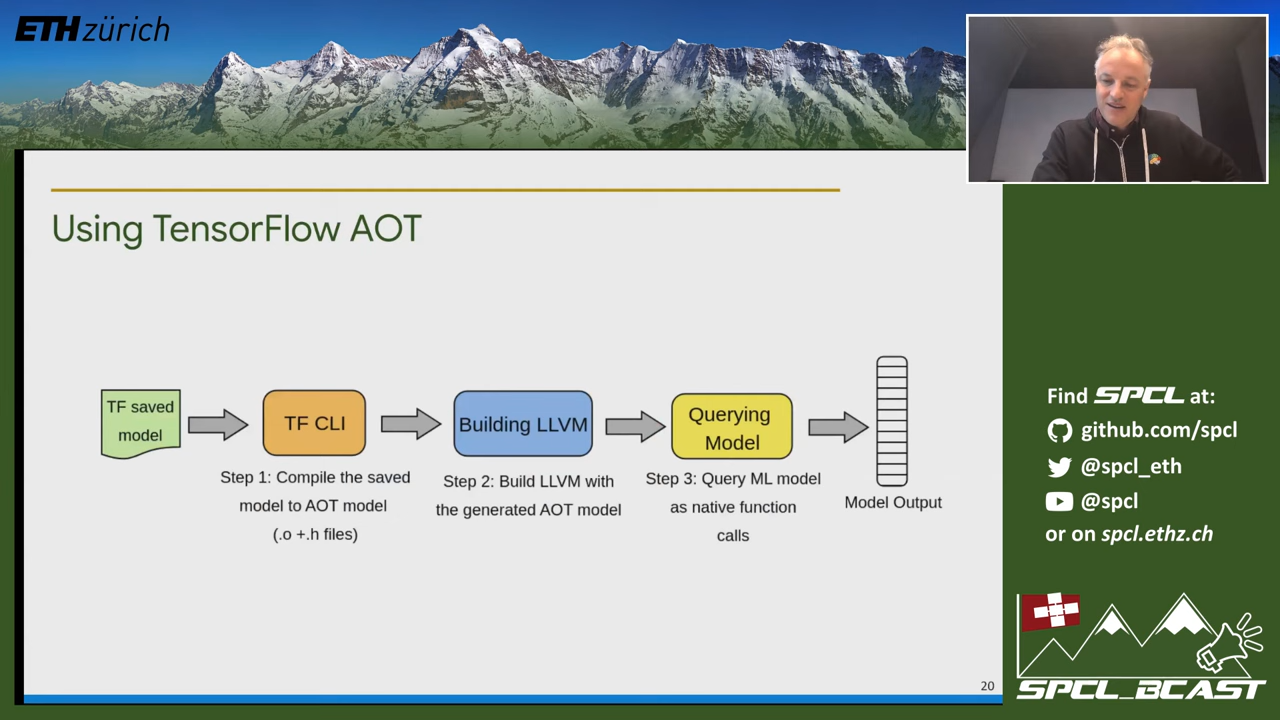 ETH zürich
Using TensorFlow AOT
TF saved
model
TF CLI
Building LLVM
Querying
Model
Step 1: Compile the saved
model to AOT model
(.o +.h files)
Step 2: Build LLVM with
the generated AOT model
Step 3: Query ML model
as native function
calls
Model Output
20
Find SPCL at:
github.com/spcl
@spcl_eth
@spcl
or on spcl.ethz.ch
SPCL_BCAST